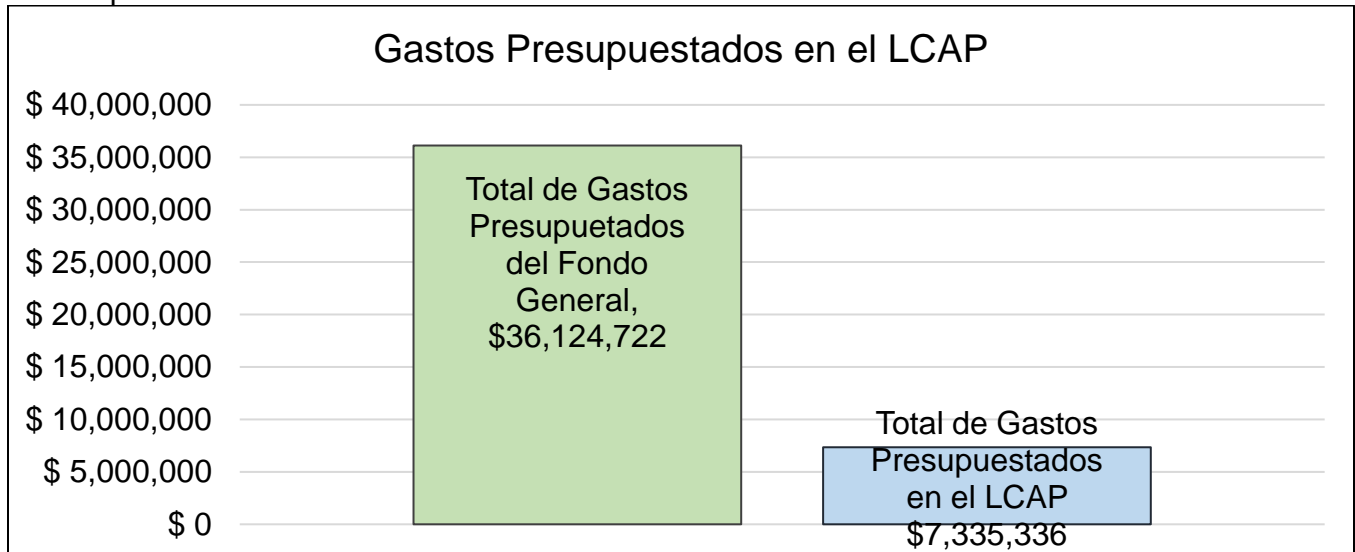 Gastos Presupuestados en el LCAP
$ 40,000,000
$ 35,000,000
$ 30,000,000
$ 25,000,000
$ 20,000,000
$ 15,000,000
$ 10,000,000
$ 5,000,000
$ 0
Total de Gastos
Presupuetados
del Fondo
General,
$36,124,722
Total de Gastos
Presupuestados
en el LCAP
$7,335,336